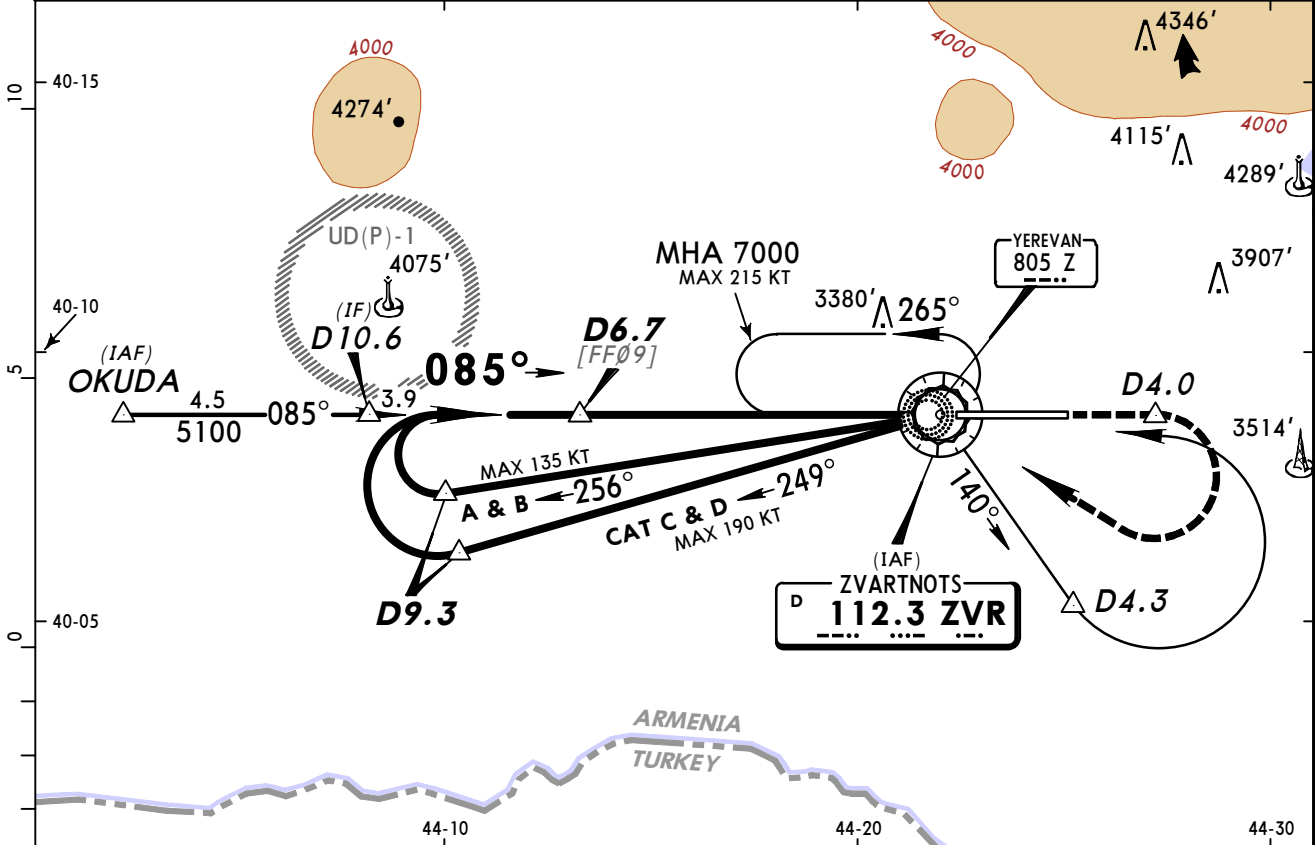 4000
4346'
4000
40-15
10
4274'
4115'
4000
4000
4289'
UD(P)-1
4075'
MHA 7000
MAX 215 KT
YEREVAN
805 Z
3907'
40-10
(IF)
D10.6
3380'
265°
D6.7
[FFØ9]
5
(IAF)
OKUDA
085°
D4.0
4.5
085°
3.9
5100
3514'
MAX 135 KT
A & B
256°
249°
CAT C & D
MAX 190 KT
140°
(IAF)
ZVARTNOTS
D 112.3 ZVR
D9.3
D4.3
40-05
0
ARMENIA
TURKEY
44-10
44-20
44-30